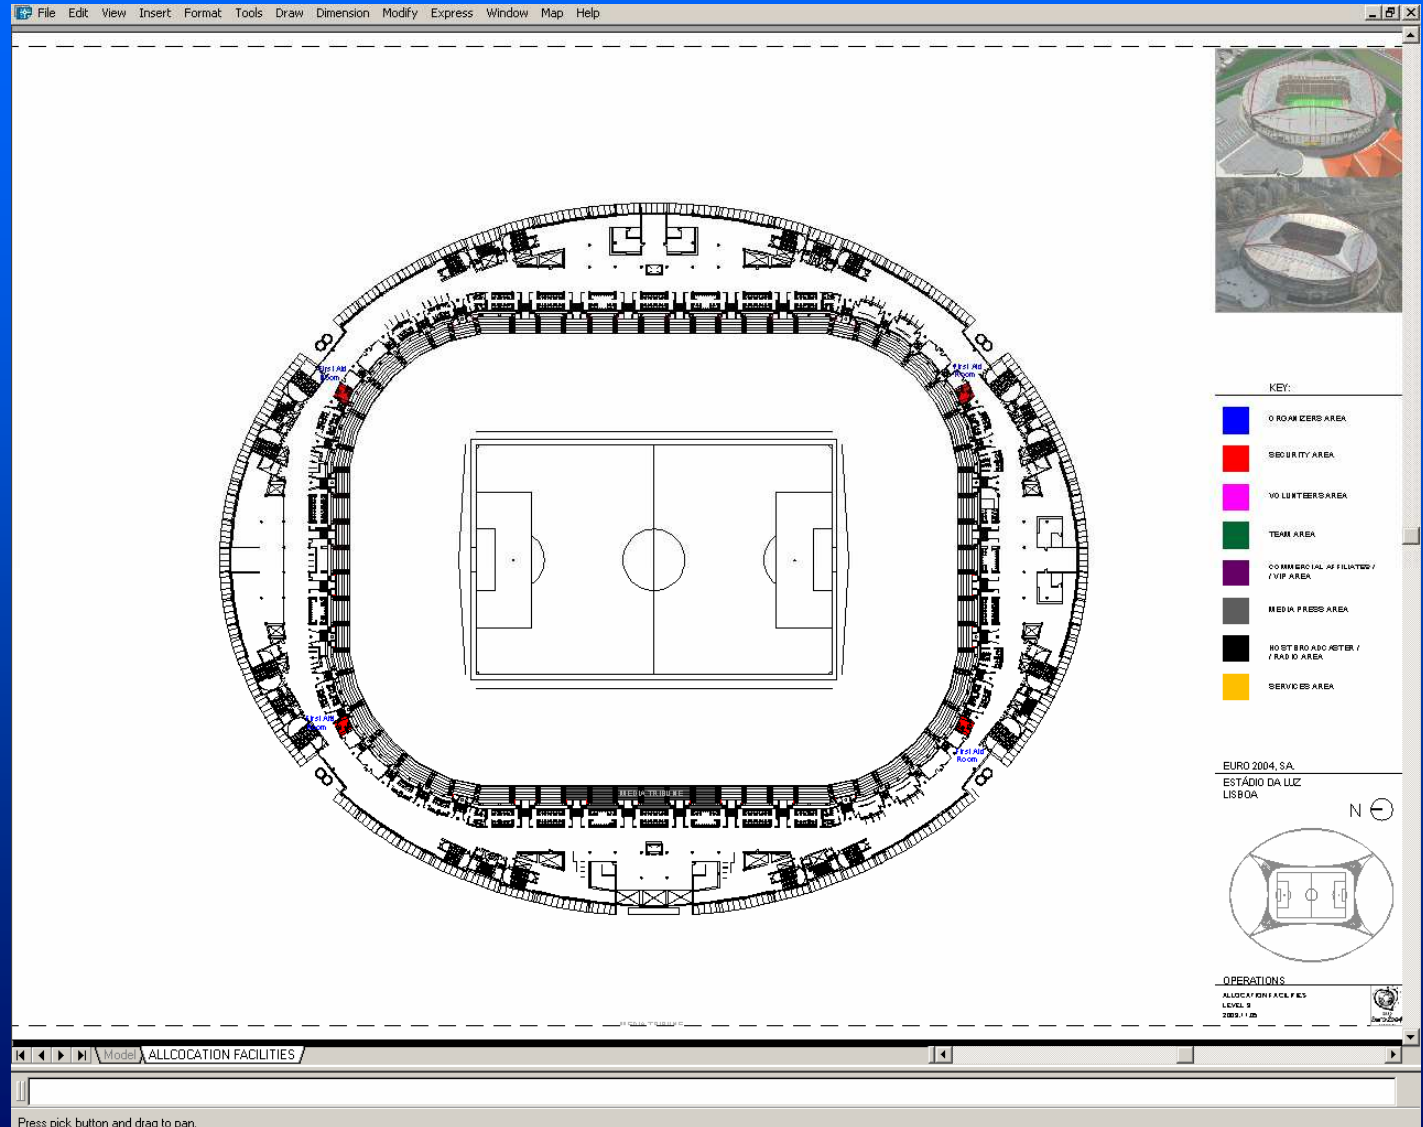 File Edit View Insert Format Tools Draw Dimension Modify Express Window Map Help
First Aid
Room
First Aid
Room
First Aid
Room
First Aid
Room
MEDIA TRIBUNE
KEY:
ORGANIZERS AREA
SECURITY AREA
VOLUNTEERS AREA
TEAM AREA
COMMERCIAL AFFILIATES /
/ VIP AREA
MEDIA PRESS AREA
HOST BROADCASTER /
/ RADIO AREA
SERVICES AREA
EURO 2004, S.A.
ESTÁDIO DA LUZ
LISBOA
N
OPERATIONS
ALLOCATION FACILITIES
LEVEL
MEDIA TRIBUNE
Model ALLCOCATION FACILITIES
Press pick button and drag to pan.